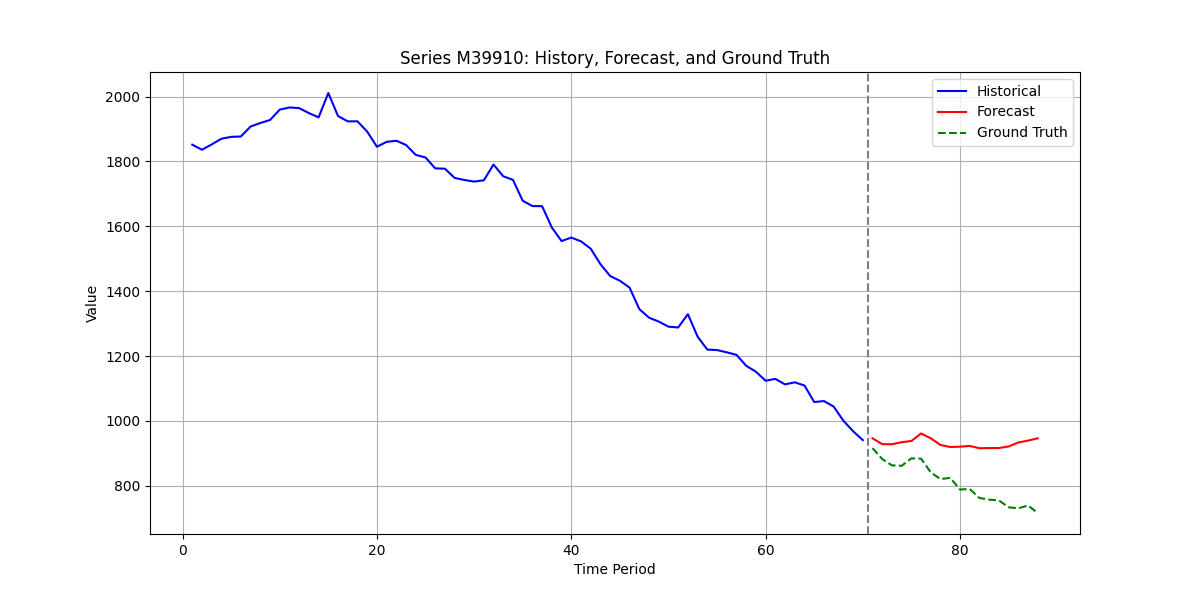 Series M39910: History, Forecast, and Ground Truth
Historical
Forecast
Ground Truth
2000
1800
1600
1400
1200
1000
800
Value
0 20 40 60 80
Time Period